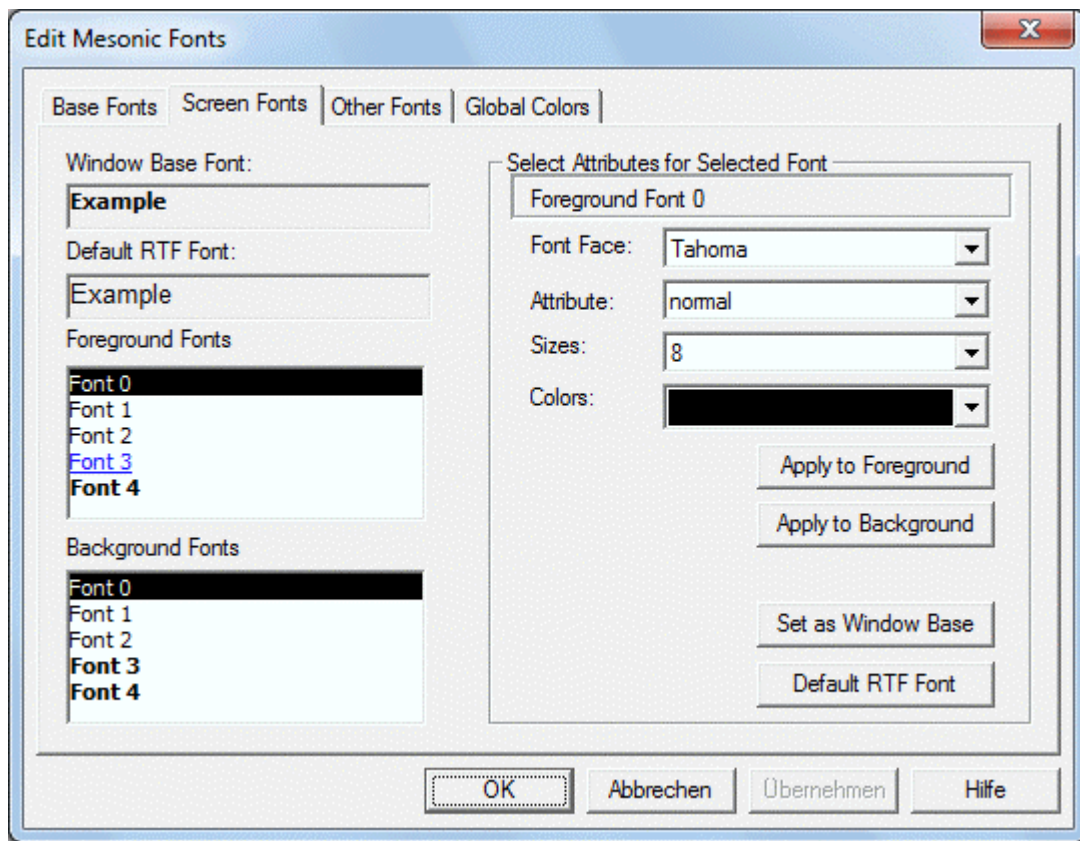 Edit Mesonic Fonts
Base Fonts
Screen Fonts
Other Fonts
Global Colors
Window Base Font:
Example
Default RTF Font:
Example
Foreground Fonts
Font 0
Font 1
Font 2
Font 3
Font 4
Background Fonts
Font 0
Font 1
Font 2
Font 3
Font 4
Select Attributes for Selected Font
Foreground Font 0
Font Face: Tahoma
Attribute: normal
Sizes: 8
Colors:
Apply to Foreground
Apply to Background
Set as Window Base
Default RTF Font
OK
Abbrechen
Übernehmen
Hilfe